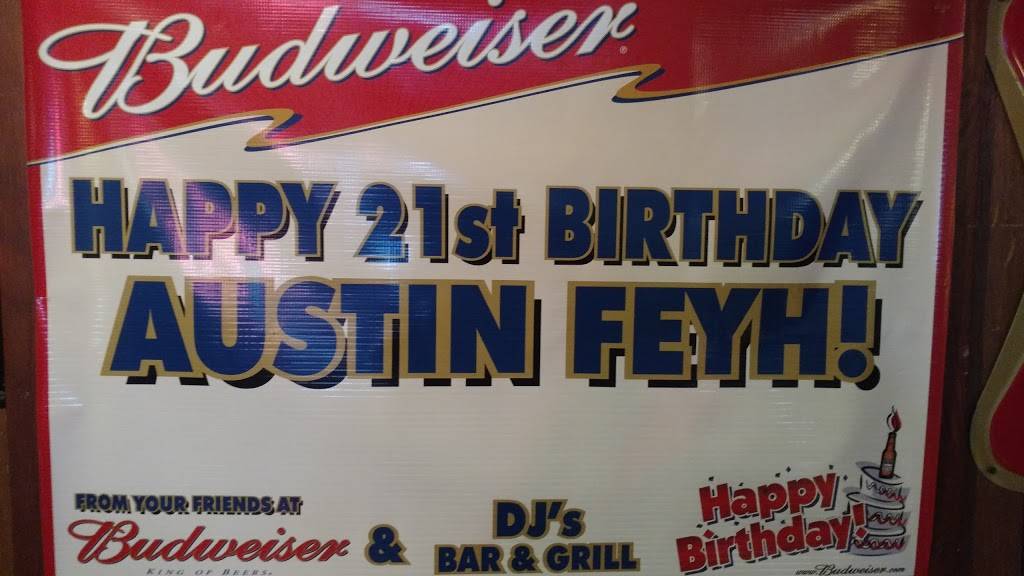 Budweiser®
HAPPY 21st BIRTHDAY
AUSTIN FEYH!
FROM YOUR FRIENDS AT
Budweiser
KING OF BEERS.
&
DJ's
BAR & GRILL
Happy
Birthday!
www.Budweiser.com